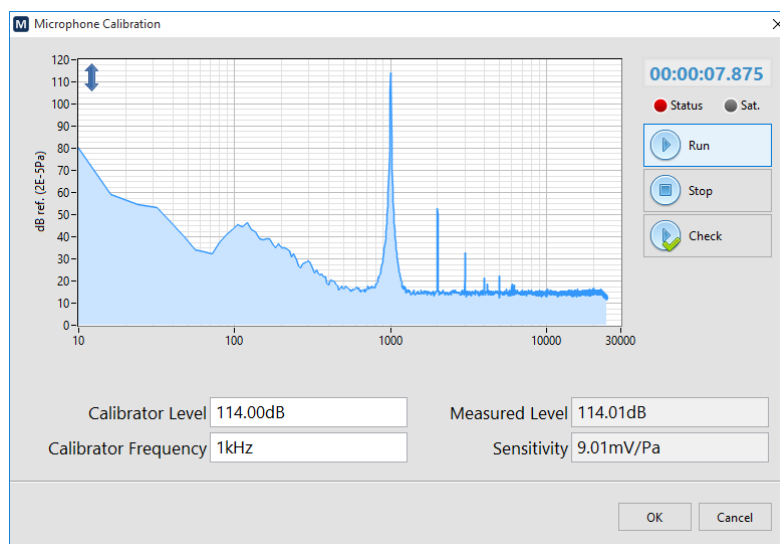 M Microphone Calibration
120
110
100
90
80
70
60
50
40
30
20
10
0
dB ref. (2E-5Pa)
10 100 1000 10000 30000
00:00:07.875
Status Sat.
Run
Stop
Check
Calibrator Level 114.00dB Measured Level 114.01dB
Calibrator Frequency 1kHz Sensitivity 9.01mV/Pa
OK Cancel